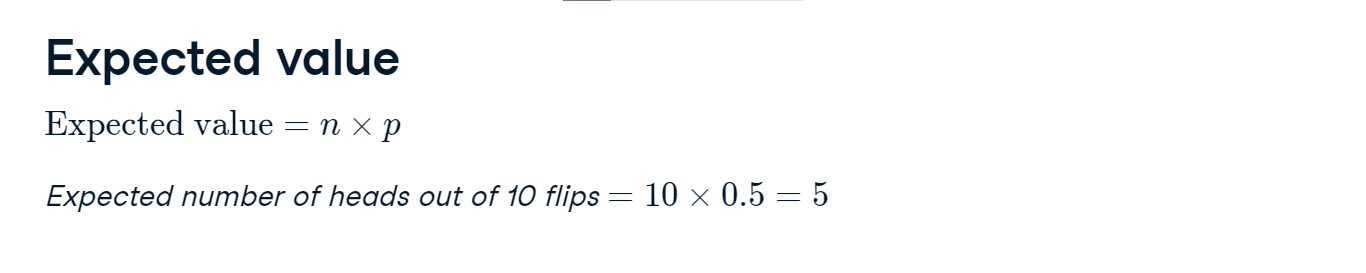 Expected value
Expected value = n × p
Expected number of heads out of 10 flips = 10 × 0.5 = 5